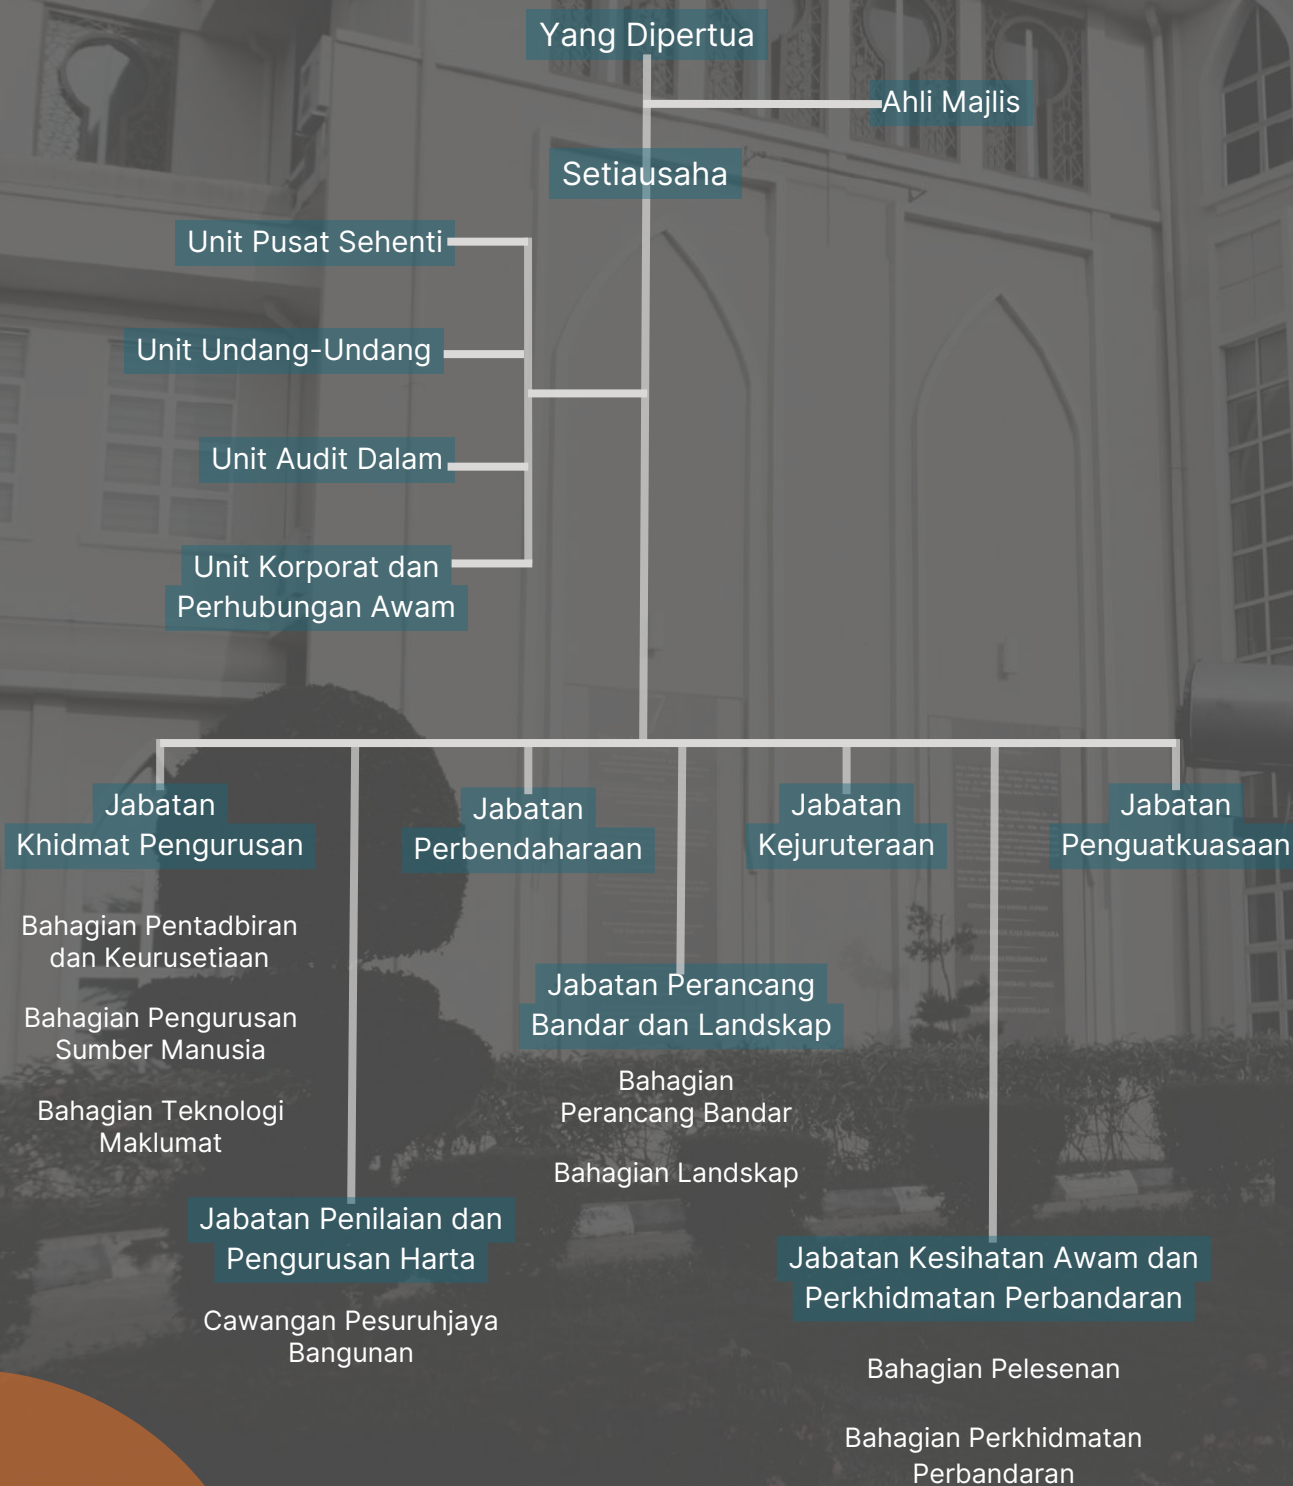 Yang Dipertua
Ahli Majlis
Setiausaha
Unit Pusat Sehenti
Unit Undang-Undang
Unit Audit Dalam
Unit Korporat dan
Perhubungan Awam
Jabatan
Khidmat Pengurusan
Bahagian Pentadbiran
dan Keurusetiaan
Bahagian Pengurusan
Sumber Manusia
Bahagian Teknologi
Maklumat
Jabatan Penilaian dan
Pengurusan Harta
Cawangan Pesuruhjaya
Bangunan
Jabatan
Perbendaharaan
Jabatan Perancang
Bandar dan Landskap
Bahagian
Perancang Bandar
Bahagian Landskap
Jabatan
Kejuruteraan
Jabatan Kesihatan Awam dan
Perkhidmatan Perbandaran
Bahagian Pelesenan
Bahagian Perkhidmatan
Perbandaran
Jabatan
Penguatkuasaan